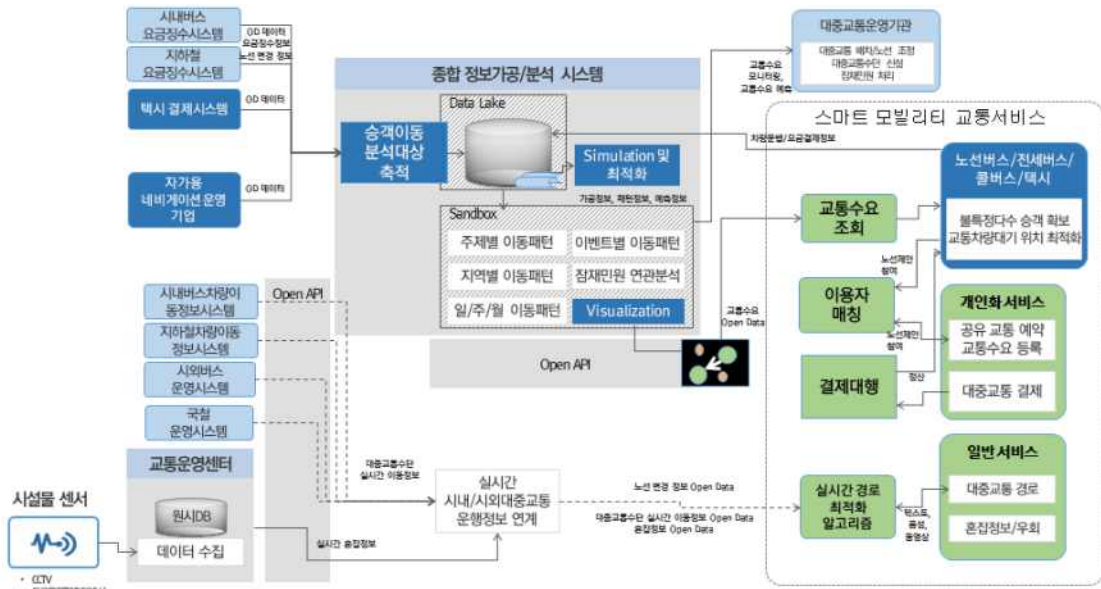 시내버스
요금징수시스템
지하철
요금징수시스템
택시 결제시스템
자가용
네비게이션 운영
기업
OD 데이터
요금징수정보
노선 변경 정보
OD 데이터
OD 데이터
종합 정보가공/분석 시스템
Data Lake
승객이동
분석대상
축적
Simulation 및
최적화
가공정보, 패턴정보, 예측정보
Sandbox
주제별 이동패턴
이벤트별 이동패턴
지역별 이동패턴
잠재민원 연관분석
일/주/월 이동패턴
Visualization
Open API
교통수요
모니터링,
교통수요 예측
대중교통운영기관
대중교통 배차/노선 조정
대중교통수단 신설
잠재민원 처리
스마트 모빌리티 교통서비스
차량운행/요금결제정보
노선버스/전세버스/
콜버스/택시
불특정다수 승객 확보
교통차량대기 위치 최적화
교통수요
조회
노선제안
참여
이용자
매칭
노선제안
참여
개인화 서비스
공유 교통 예약
교통수요 등록
대중교통 결제
결제대행
정산
교통수요
Open Data
시내버스차량이
동정보시스템
지하철차량이동
정보시스템
시외버스
운영시스템
국철
운영시스템
Open API
교통운영센터
원시DB
데이터 수집
시설물 센서
• CCTV
대중교통수단
실시간 이동정보
실시간 혼잡정보
실시간
시내/시외대중교통
운행정보 연계
노선 변경 정보 Open Data
대중교통수단 실시간 이동정보 Open Data
혼잡정보 Open Data
실시간 경로
최적화
알고리즘
텍스트,
음성,
동영상
일반 서비스
대중교통 경로
혼잡정보/우회